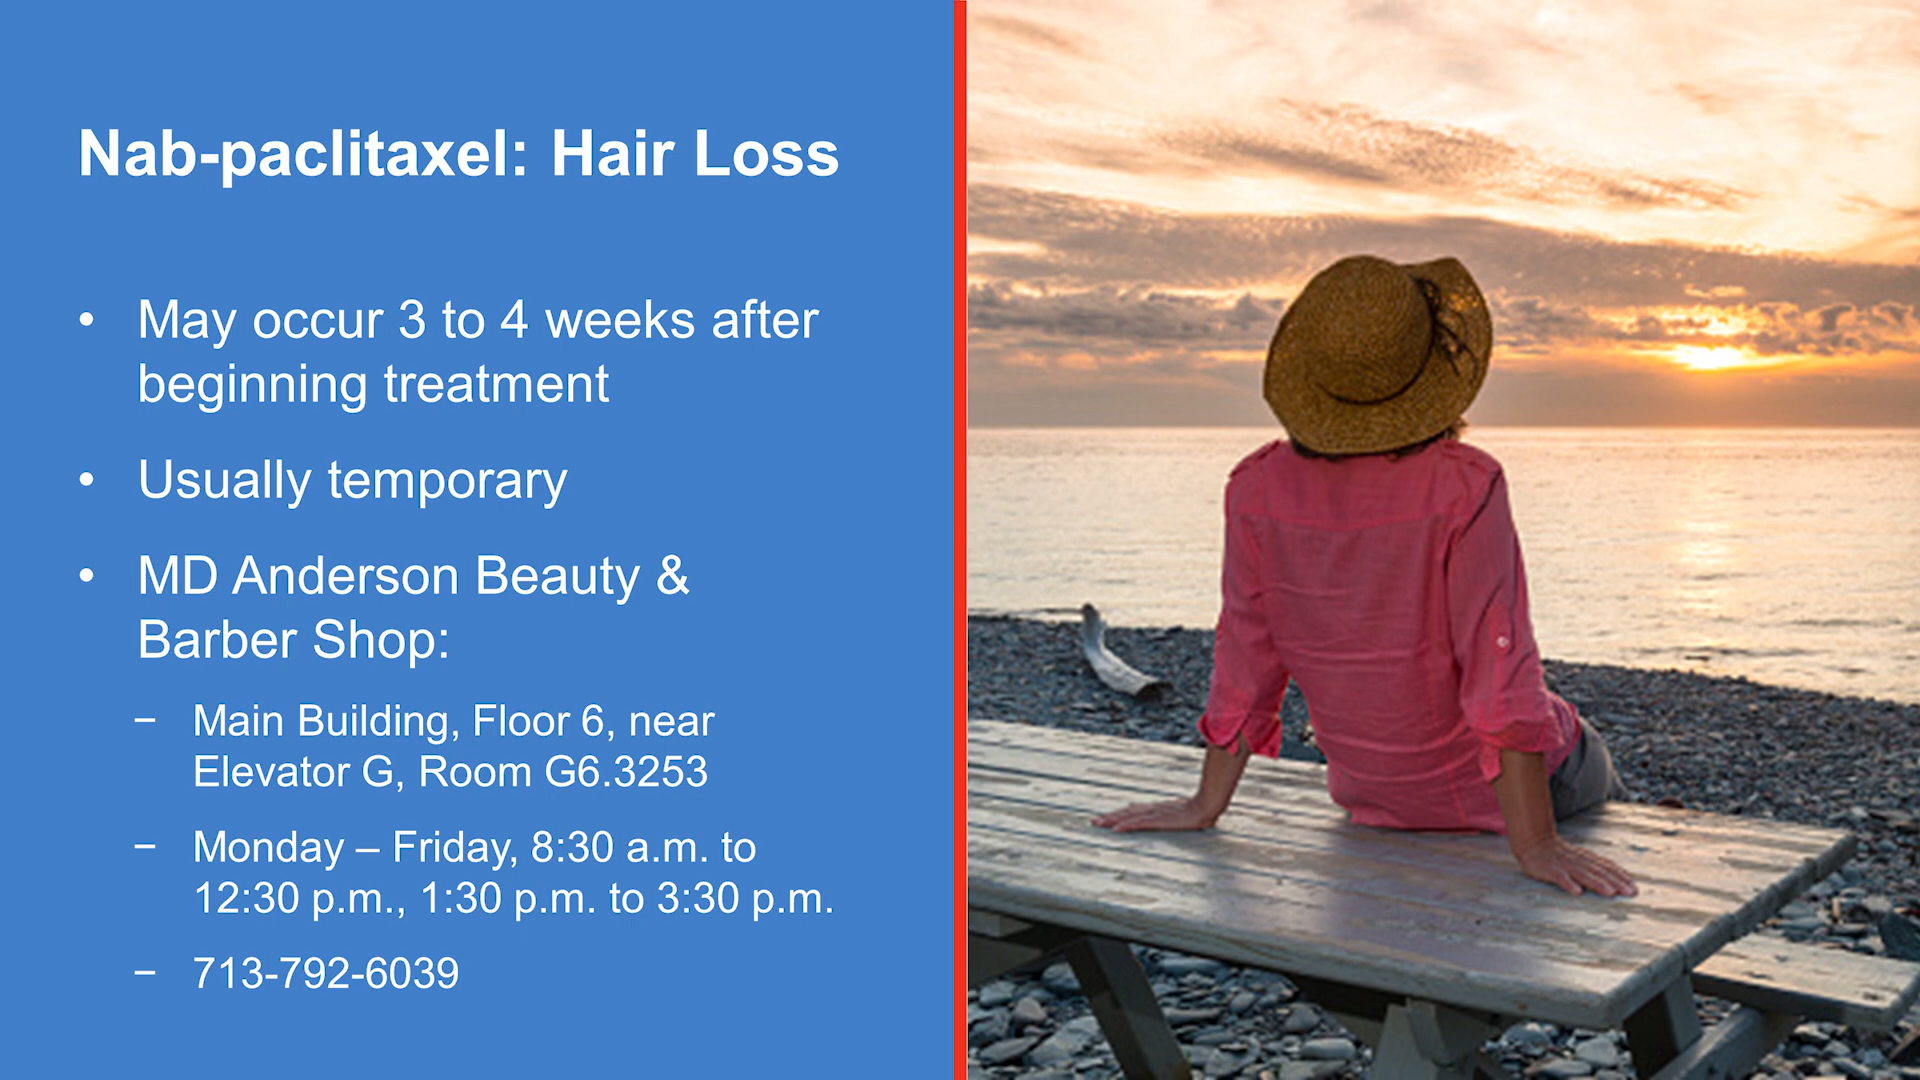 Nab-paclitaxel: Hair Loss
• May occur 3 to 4 weeks after
beginning treatment
• Usually temporary
• MD Anderson Beauty &
Barber Shop:
− Main Building, Floor 6, near
Elevator G, Room G6.3253
− Monday – Friday, 8:30 a.m. to
12:30 p.m., 1:30 p.m. to 3:30 p.m.
− 713-792-6039